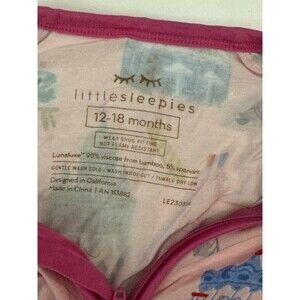 littlesleepies
12-18 months
WEAR SNUG FITTING
NOT FLAME RESISTANT
Lunaluxe™ 95% viscose from bamboo, 5% spandex
GENTLE WASH COLD / WASH INSIDE OUT / TUMBLE DRY LOW
Designed in California
Made in China | RN 153882